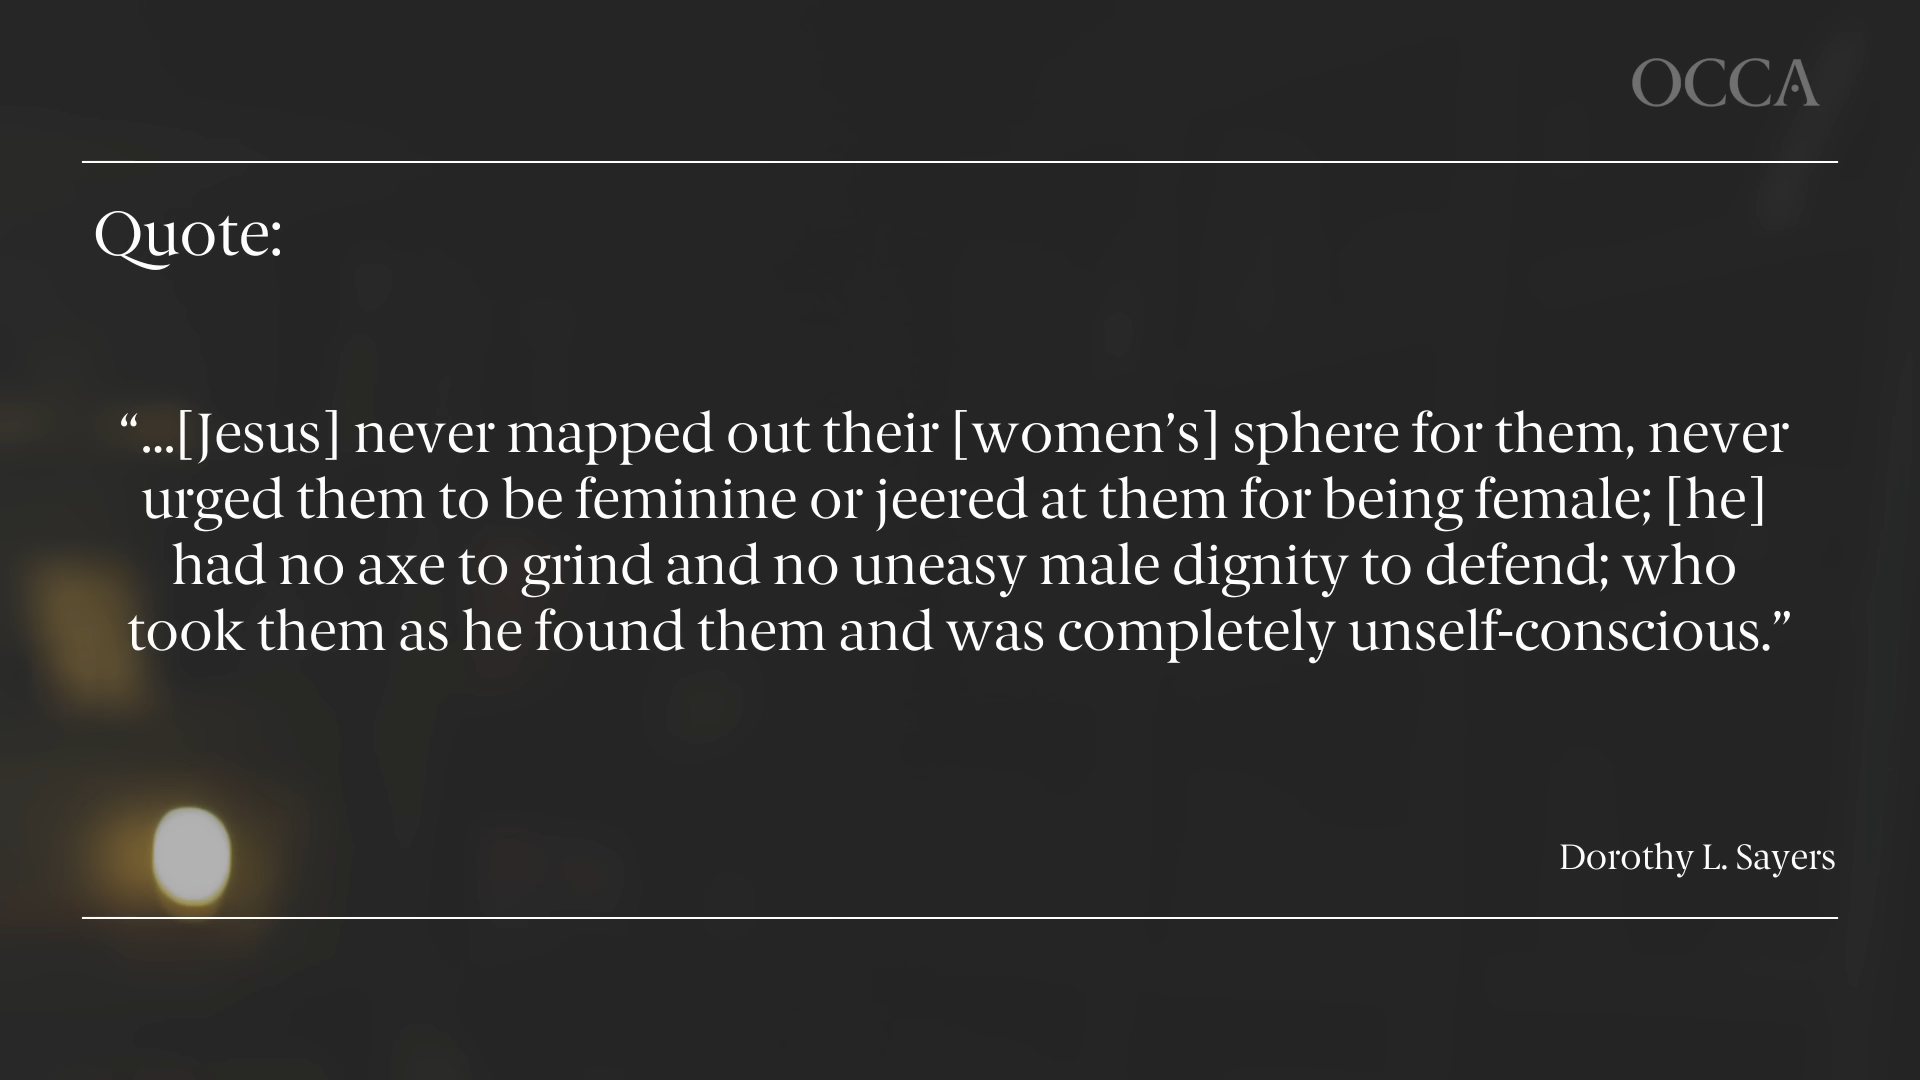 OCCA
Quote:
“...[Jesus] never mapped out their [women’s] sphere for them, never
urged them to be feminine or jeered at them for being female; [he]
had no axe to grind and no uneasy male dignity to defend; who
took them as he found them and was completely unself-conscious.”
Dorothy L. Sayers